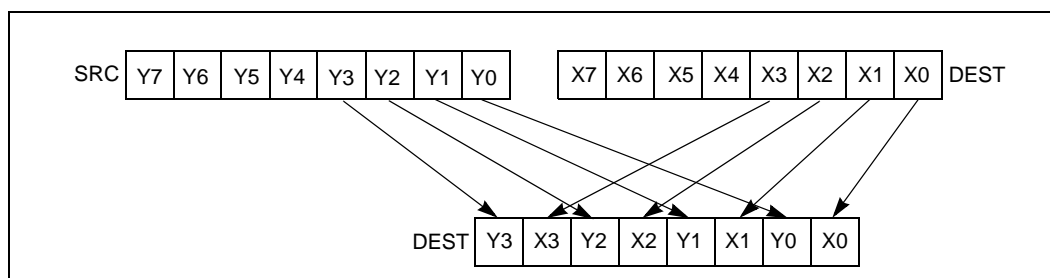 SRC Y7 Y6 Y5 Y4 Y3 Y2 Y1 Y0 X7 X6 X5 X4 X3 X2 X1 X0 DEST
DEST Y3 X3 Y2 X2 Y1 X1 Y0 X0